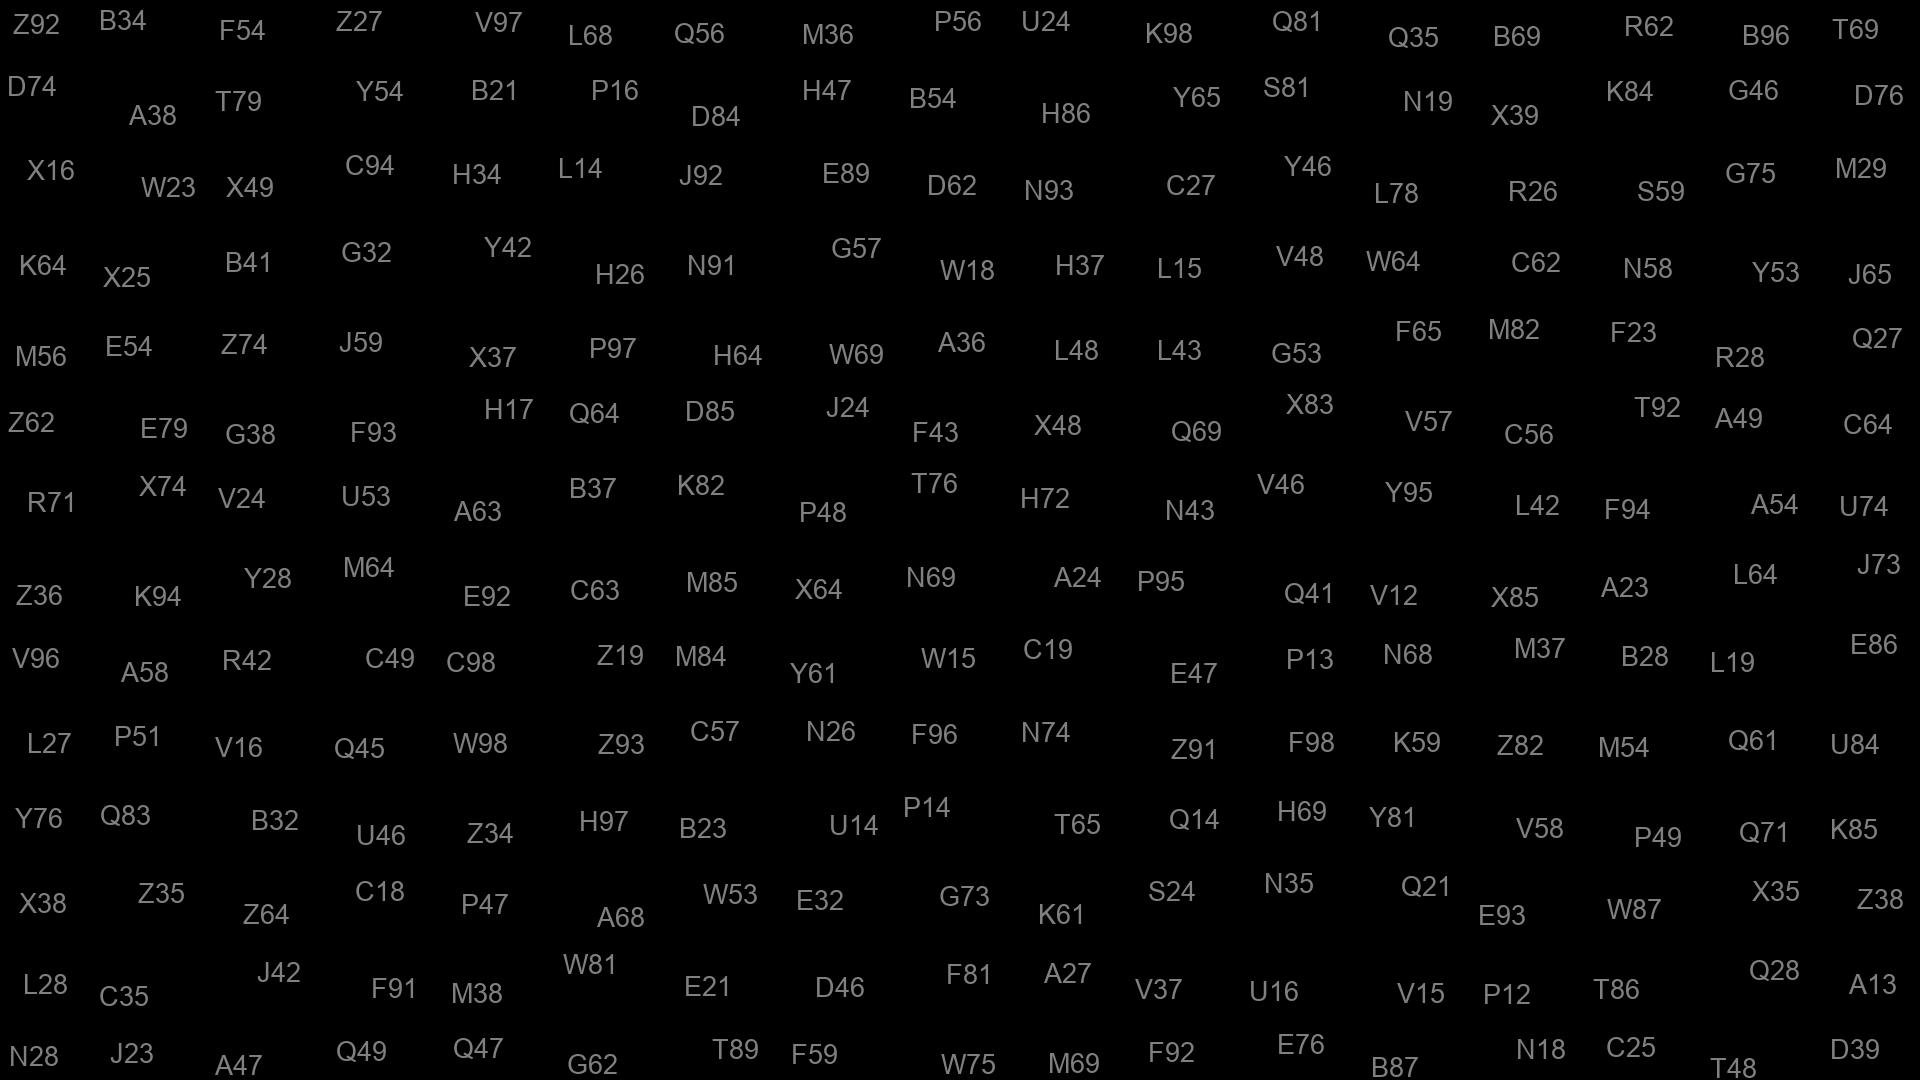 Z92 B34 F54 Z27 V97 L68 Q56 M36 P56 U24 K98 Q81 Q35 B69 R62 B96 T69
D74 A38 T79 Y54 B21 P16 D84 H47 B54 H86 Y65 S81 N19 X39 K84 G46 D76
X16 W23 X49 C94 H34 L14 J92 E89 D62 N93 C27 Y46 L78 R26 S59 G75 M29
K64 X25 B41 G32 Y42 H26 N91 G57 W18 H37 L15 V48 W64 C62 N58 Y53 J65
M56 E54 Z74 J59 X37 P97 H64 W69 A36 L48 L43 G53 F65 M82 F23 R28 Q27
Z62 E79 G38 F93 H17 Q64 D85 J24 F43 X48 Q69 X83 V57 C56 T92 A49 C64
R71 X74 V24 U53 A63 B37 K82 P48 T76 H72 N43 V46 Y95 L42 F94 A54 U74
Z36 K94 Y28 M64 E92 C63 M85 X64 N69 A24 P95 Q41 V12 X85 A23 L64 J73
V96 A58 R42 C49 C98 Z19 M84 Y61 W15 C19 E47 P13 N68 M37 B28 L19 E86
L27 P51 V16 Q45 W98 Z93 C57 N26 F96 N74 Z91 F98 K59 Z82 M54 Q61 U84
Y76 Q83 B32 U46 Z34 H97 B23 U14 P14 T65 Q14 H69 Y81 V58 P49 Q71 K85
X38 Z35 Z64 C18 P47 A68 W53 E32 G73 K61 S24 N35 Q21 E93 W87 X35 Z38
L28 C35 J42 F91 M38 W81 E21 D46 F81 A27 V37 U16 V15 P12 T86 Q28 A13
N28 J23 A47 Q49 Q47 G62 T89 F59 W75 M69 F92 E76 B87 N18 C25 T48 D39